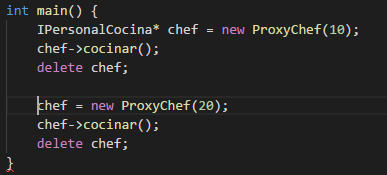 int main() {
    IPersonalCocina* chef = new ProxyChef(10);
    chef->cocinar();
    delete chef;

    chef = new ProxyChef(20);
    chef->cocinar();
    delete chef;
}